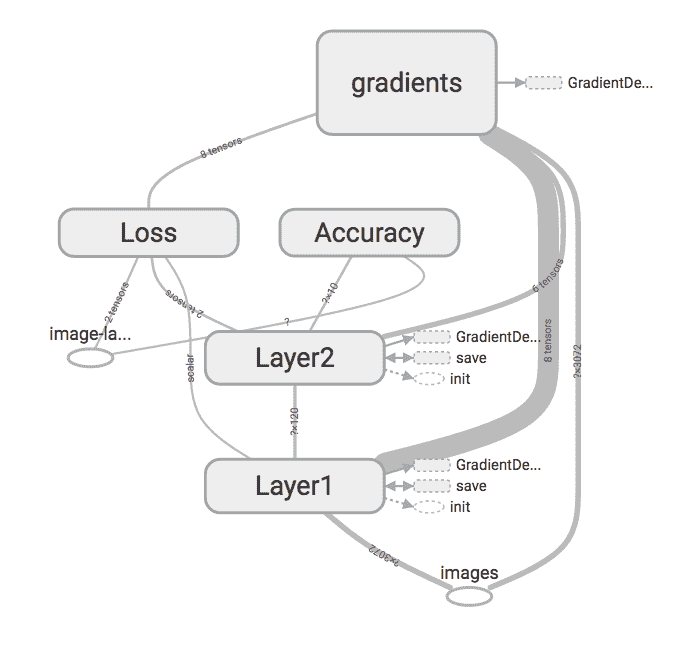 gradients
GradientDe...
8 tensors
Loss
Accuracy
2 tensors
2 tensors
?×10
6 tensors
image-la...
?
Layer2
GradientDe...
save
init
scalar
8 tensors
?×3072
?×120
Layer1
GradientDe...
save
init
?×3072
images